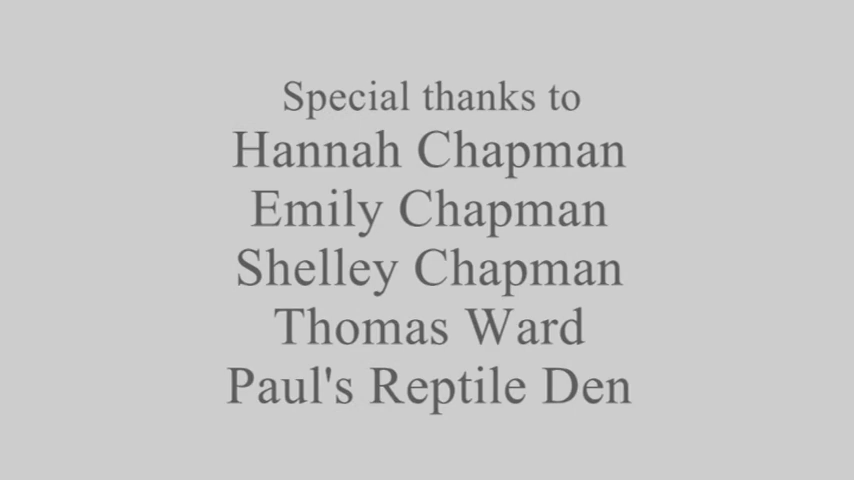 Special thanks to
Hannah Chapman
Emily Chapman
Shelley Chapman
Thomas Ward
Paul's Reptile Den